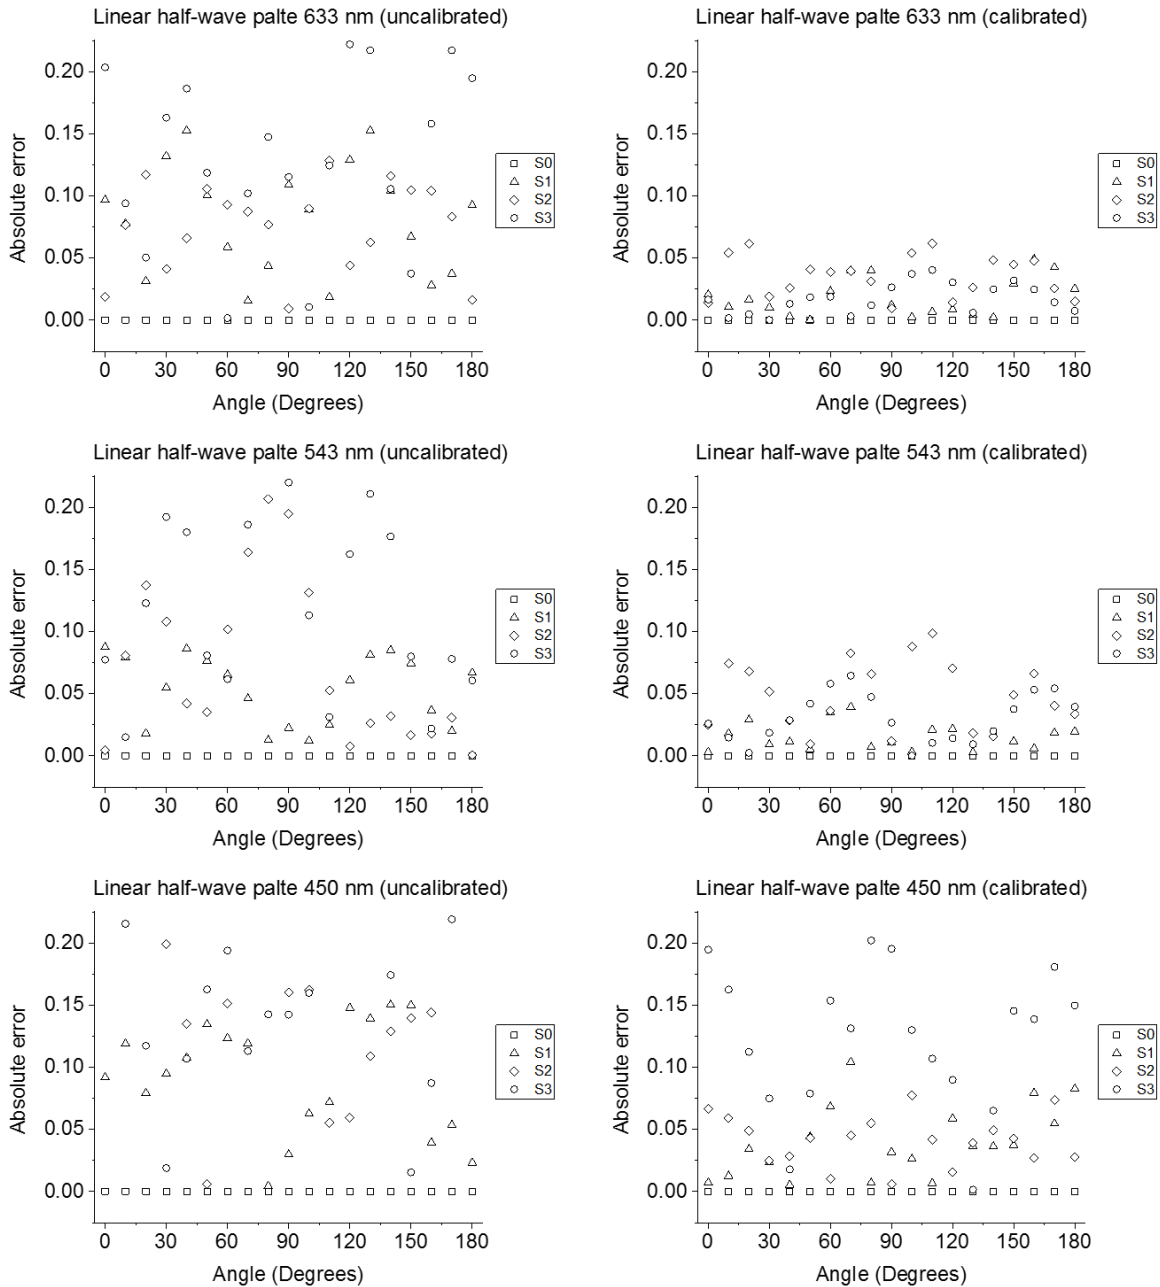 Linear half-wave palte 633 nm (uncalibrated)
Absolute error
0.20
0.15
0.10
0.05
0.00
0 30 60 90 120 150 180
Angle (Degrees)
S0
S1
S2
S3
Linear half-wave palte 633 nm (calibrated)
Absolute error
0.20
0.15
0.10
0.05
0.00
0 30 60 90 120 150 180
Angle (Degrees)
S0
S1
S2
S3
Linear half-wave palte 543 nm (uncalibrated)
Absolute error
0.20
0.15
0.10
0.05
0.00
0 30 60 90 120 150 180
Angle (Degrees)
S0
S1
S2
S3
Linear half-wave palte 543 nm (calibrated)
Absolute error
0.20
0.15
0.10
0.05
0.00
0 30 60 90 120 150 180
Angle (Degrees)
S0
S1
S2
S3
Linear half-wave palte 450 nm (uncalibrated)
Absolute error
0.20
0.15
0.10
0.05
0.00
0 30 60 90 120 150 180
Angle (Degrees)
S0
S1
S2
S3
Linear half-wave palte 450 nm (calibrated)
Absolute error
0.20
0.15
0.10
0.05
0.00
0 30 60 90 120 150 180
Angle (Degrees)
S0
S1
S2
S3